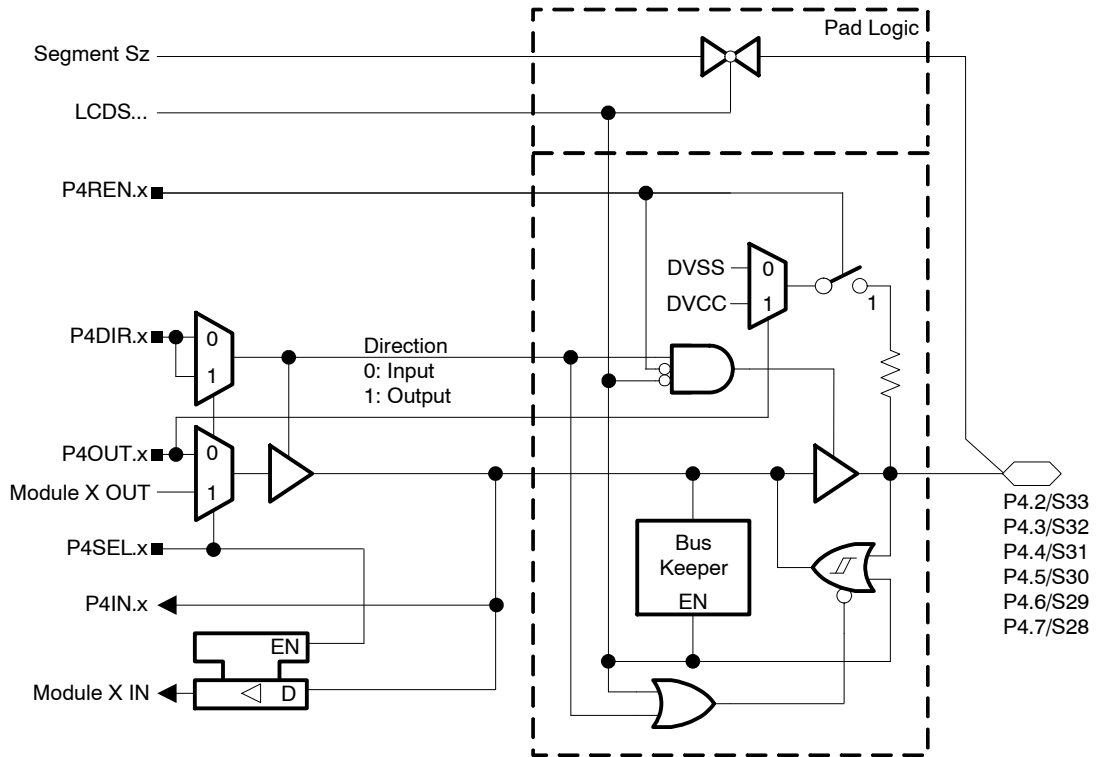 Pad Logic
Segment Sz
LCDS...
P4REN.x
DVSS
0
DVCC
1
1
P4DIR.x
0
1
Direction
0: Input
1: Output
P4OUT.x
0
Module X OUT
1
P4SEL.x
Bus
Keeper
EN
P4IN.x
EN
Module X IN
D
P4.2/S33
P4.3/S32
P4.4/S31
P4.5/S30
P4.6/S29
P4.7/S28